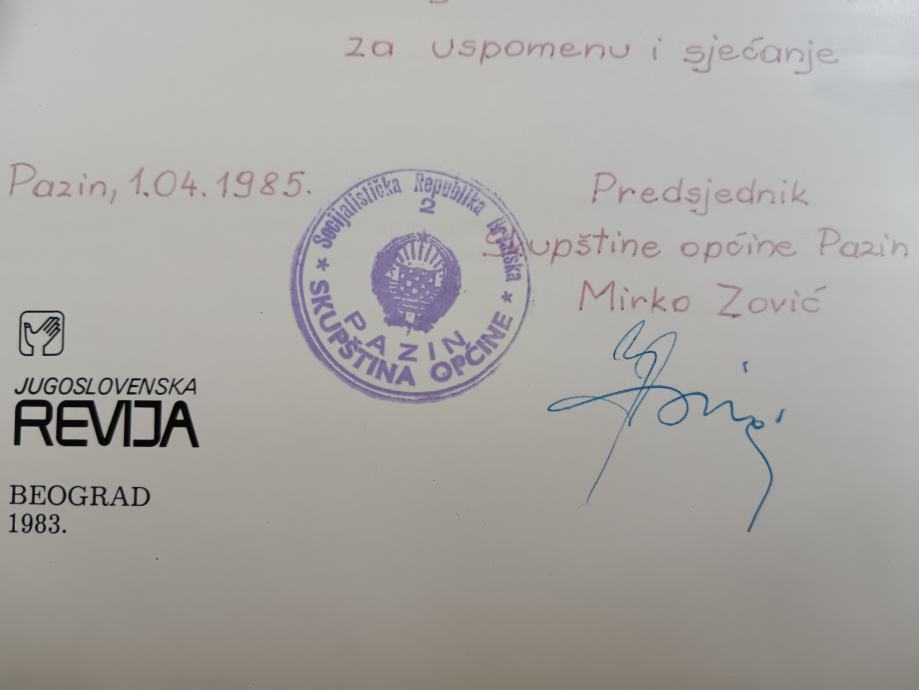 za uspomenu i sjećanje
Pazin, 1.04.1985.
Predsjednik
Skupštine općine Pazin
Mirko Zović
Socijalistička Republika Hrvatska
2
* SKUPŠTINA OPĆINE *
PAZIN
JUGOSLOVENSKA
REVIJA
BEOGRAD
1983.